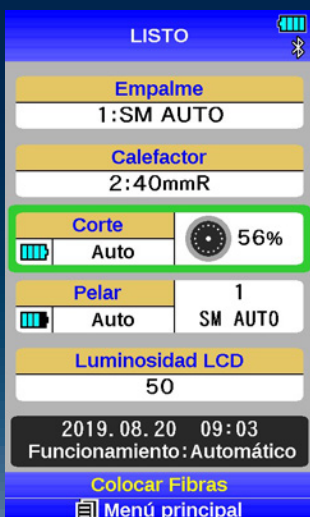 LISTO
Empalme
1:SM AUTO
Calefactor
2:40mmR
Corte
Auto
56%
Pelar
Auto
1
SM AUTO
Luminosidad LCD
50
2019.08.20 09:03
Funcionamiento:Automático
Colocar Fibras
Menú principal